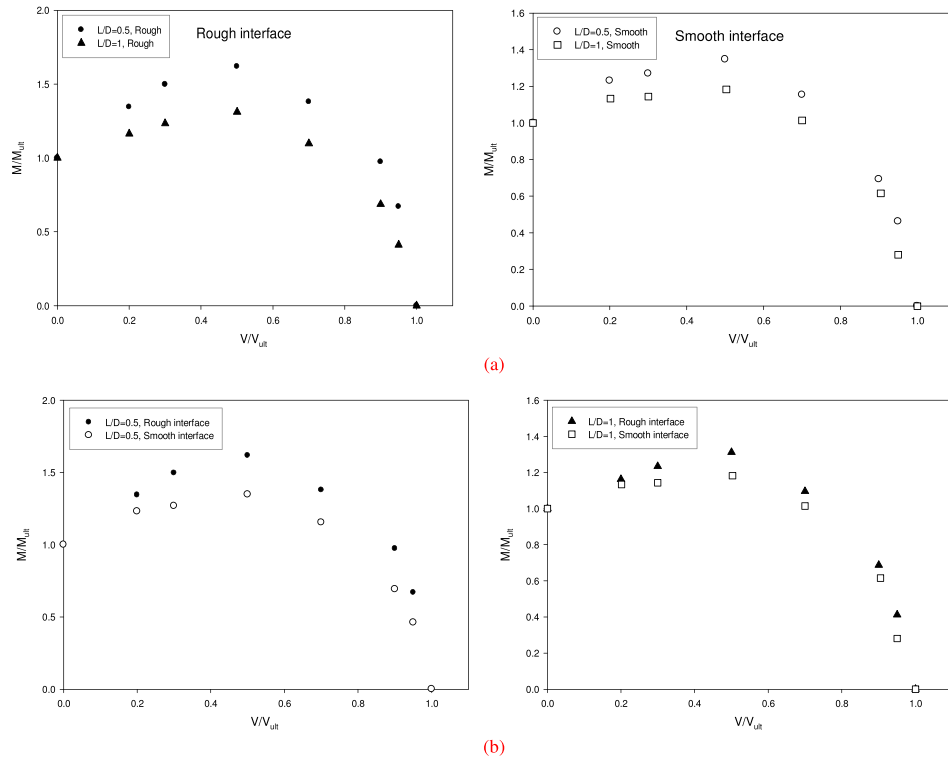 L/D=0.5, Rough
L/D=1, Rough
Rough interface
2.0
1.5
1.0
0.5
0.0
M/Mult
0.0 0.2 0.4 0.6 0.8 1.0
V/Vult
L/D=0.5, Smooth
L/D=1, Smooth
Smooth interface
1.6
1.4
1.2
1.0
0.8
0.6
0.4
0.2
0.0
M/Mult
0.0 0.2 0.4 0.6 0.8 1.0
V/Vult
(a)
L/D=0.5, Rough interface
L/D=0.5, Smooth interface
2.0
1.5
1.0
0.5
0.0
M/Mult
0.0 0.2 0.4 0.6 0.8 1.0
V/Vult
L/D=1, Rough interface
L/D=1, Smooth interface
1.6
1.4
1.2
1.0
0.8
0.6
0.4
0.2
0.0
M/Mult
0.0 0.2 0.4 0.6 0.8 1.0
V/Vult
(b)